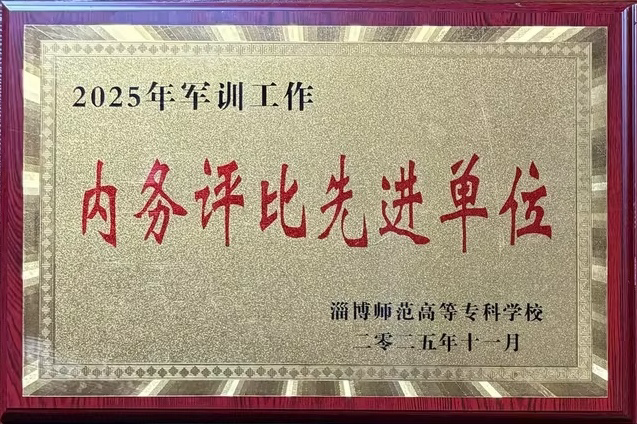 2025年军训工作
内务评比先进单位
淄博师范高等专科学校
二零二五年十一月